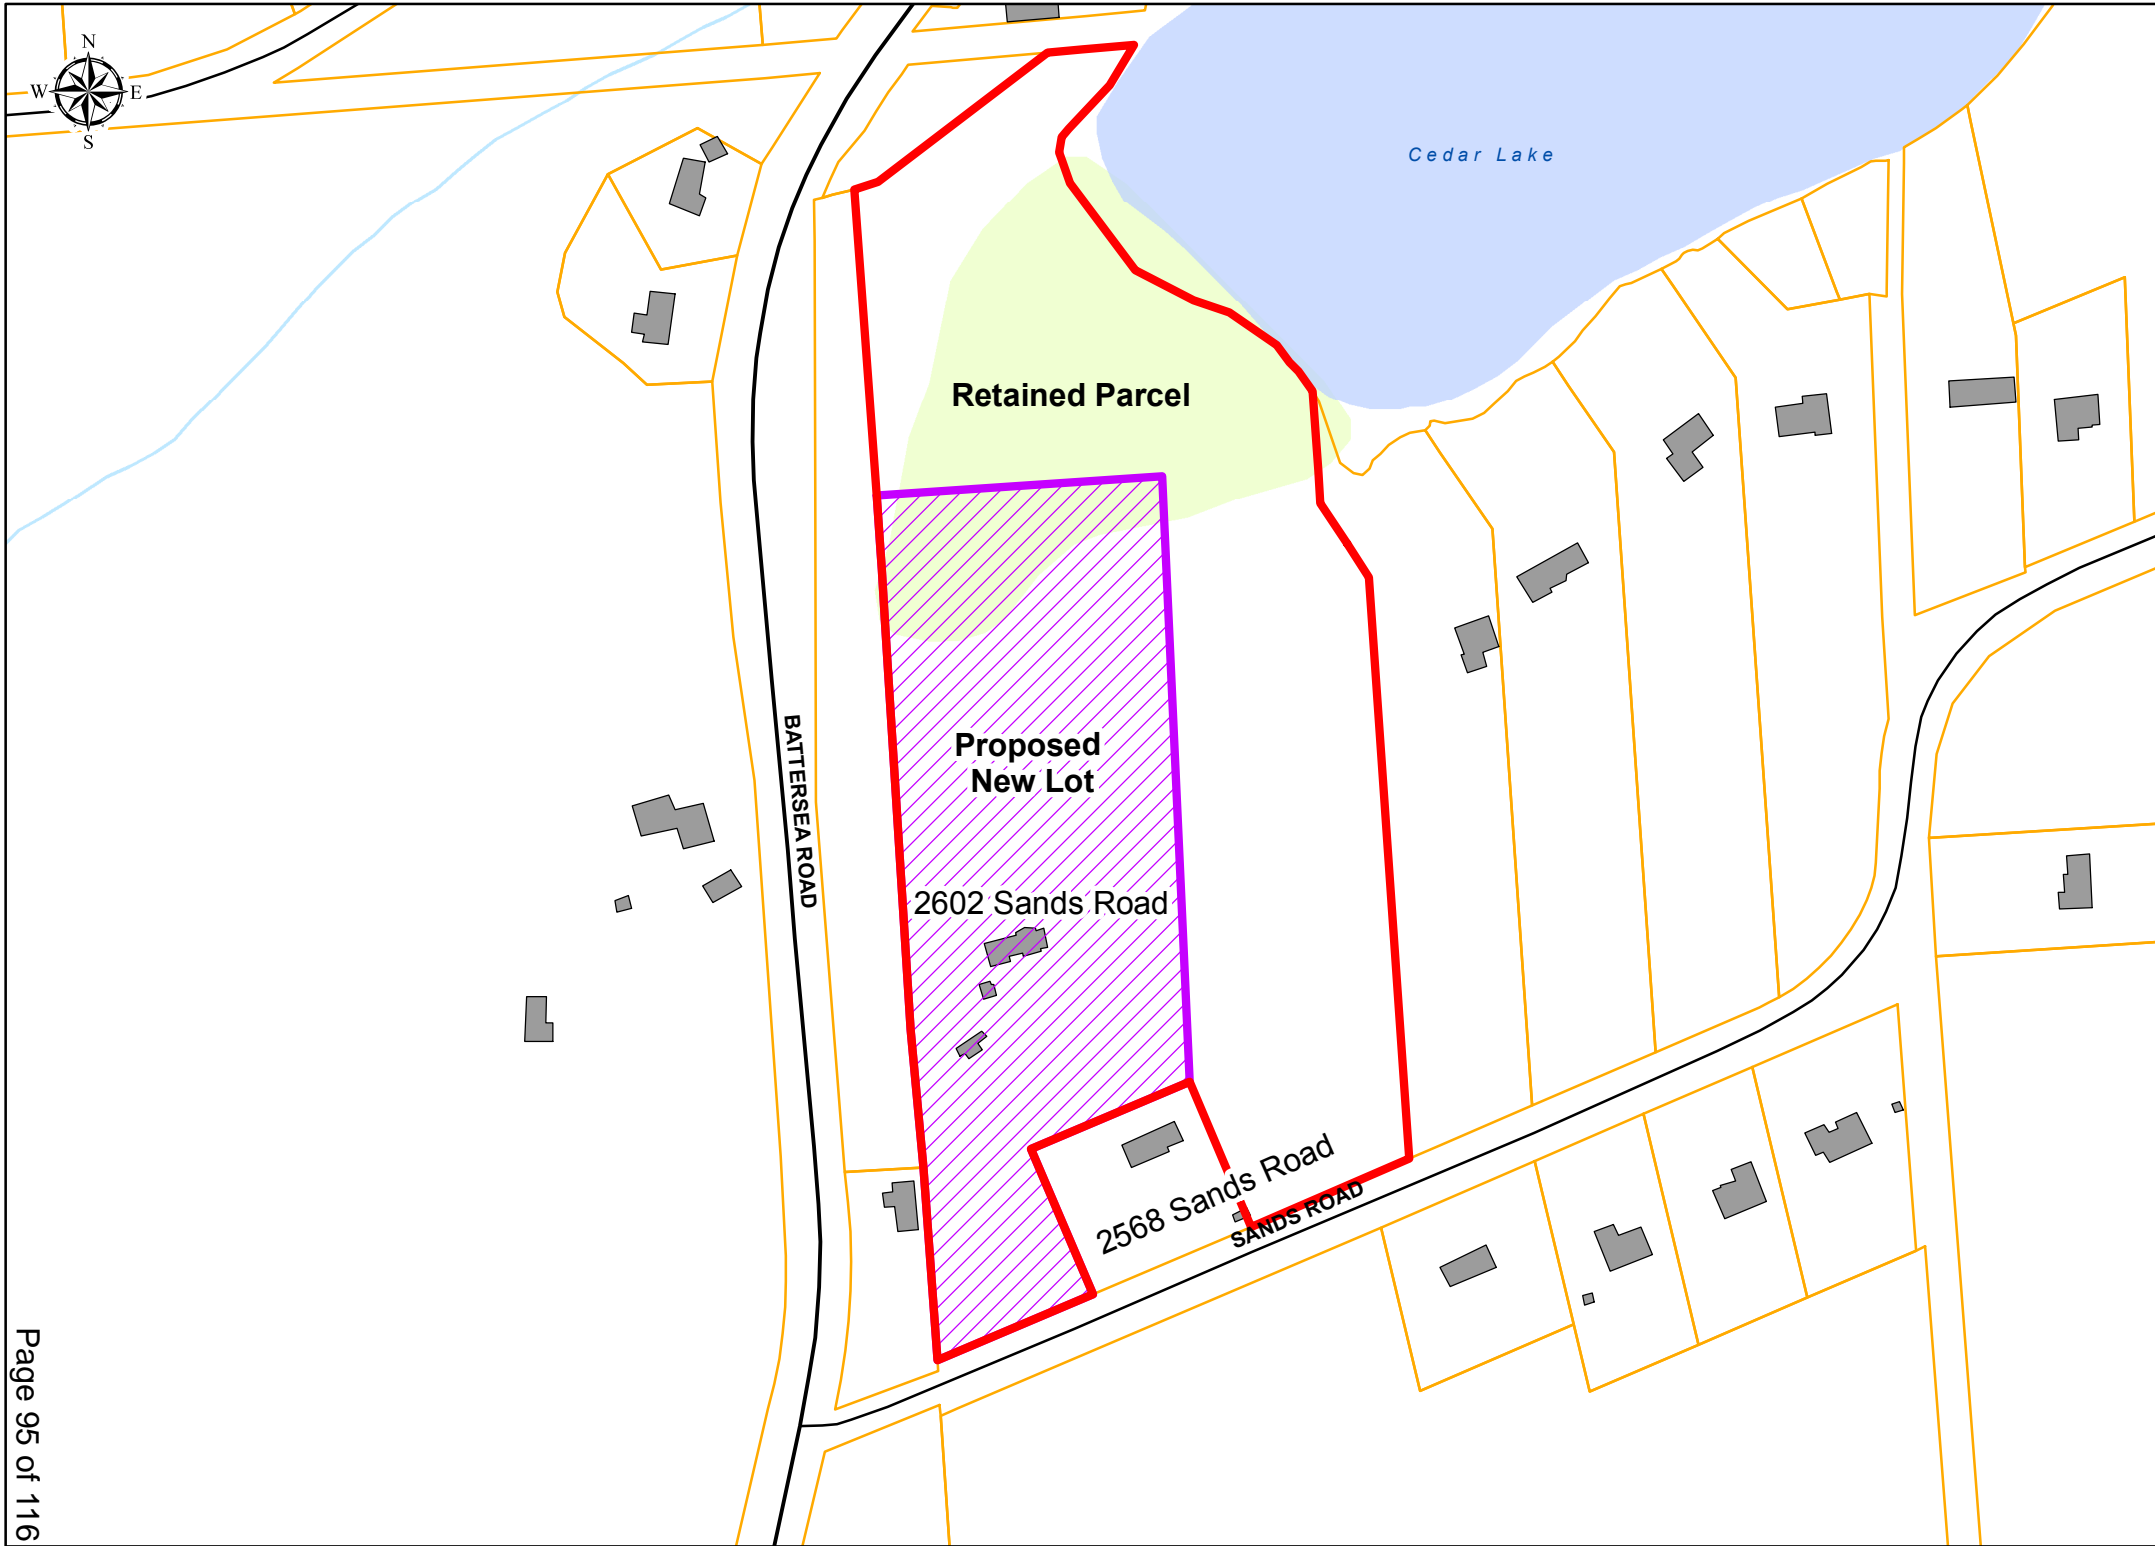 N
W E
S
Cedar Lake
Retained Parcel
Proposed
New Lot
BATTERSEA ROAD
2602 Sands Road
2568 Sands Road
SANDS ROAD
Page 95 of 116